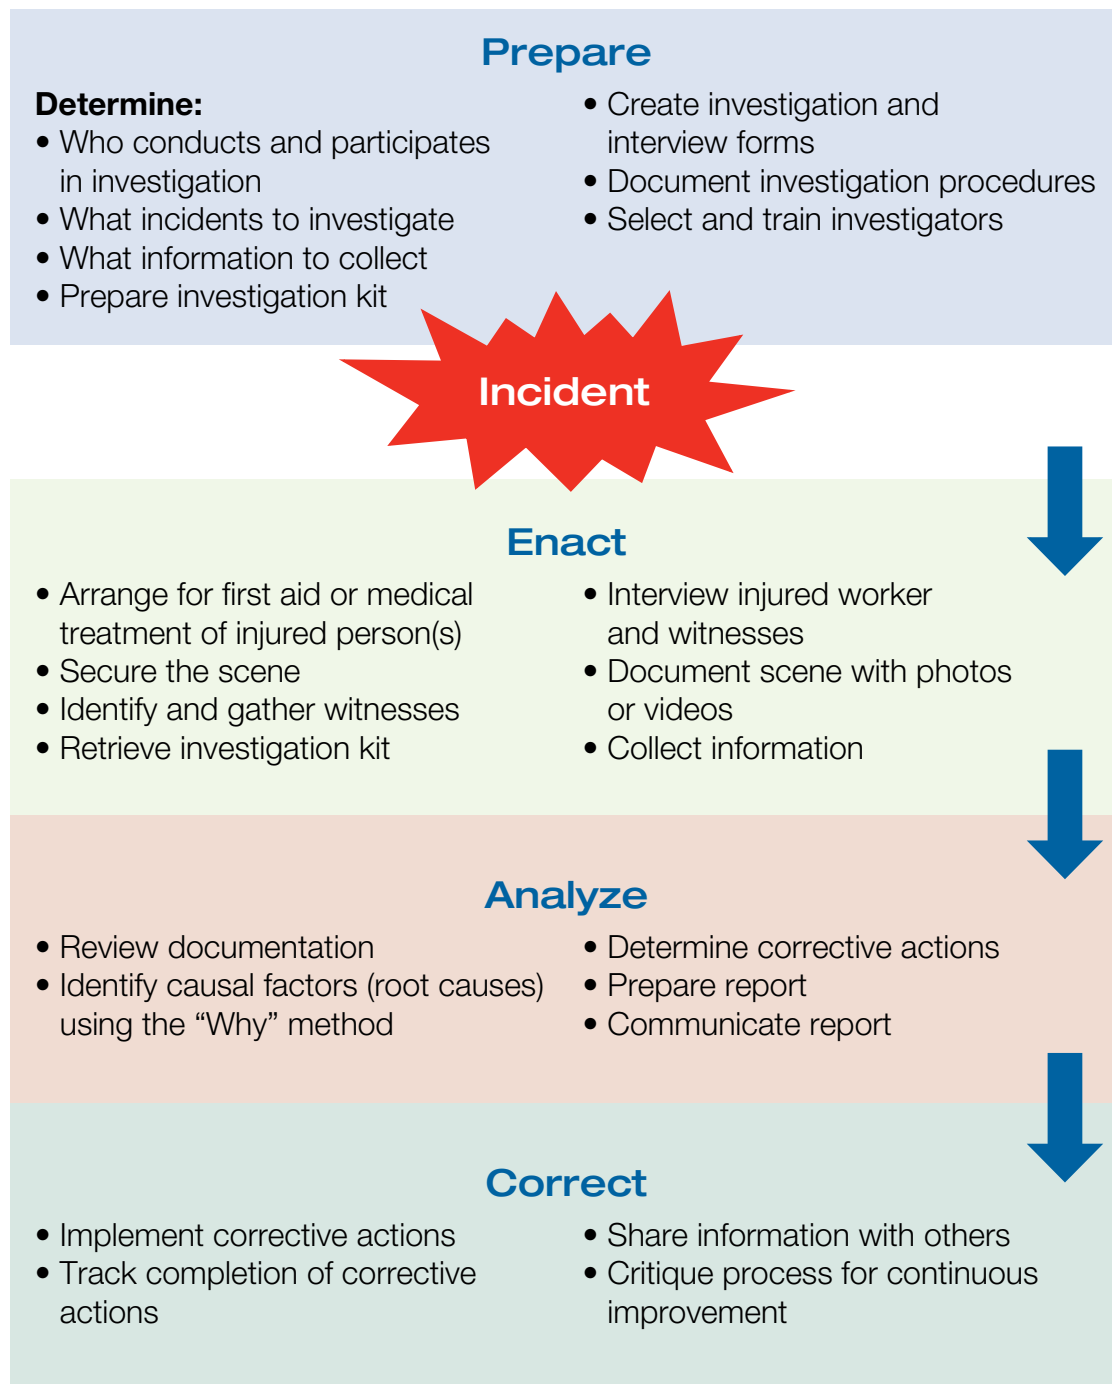 Prepare
Determine:
• Who conducts and participates
in investigation
• What incidents to investigate
• What information to collect
• Prepare investigation kit
• Create investigation and
interview forms
• Document investigation procedures
• Select and train investigators
Incident
Enact
• Arrange for first aid or medical
treatment of injured person(s)
• Secure the scene
• Identify and gather witnesses
• Retrieve investigation kit
• Interview injured worker
and witnesses
• Document scene with photos
or videos
• Collect information
Analyze
• Review documentation
• Identify causal factors (root causes)
using the “Why” method
• Determine corrective actions
• Prepare report
• Communicate report
Correct
• Implement corrective actions
• Track completion of corrective
actions
• Share information with others
• Critique process for continuous
improvement